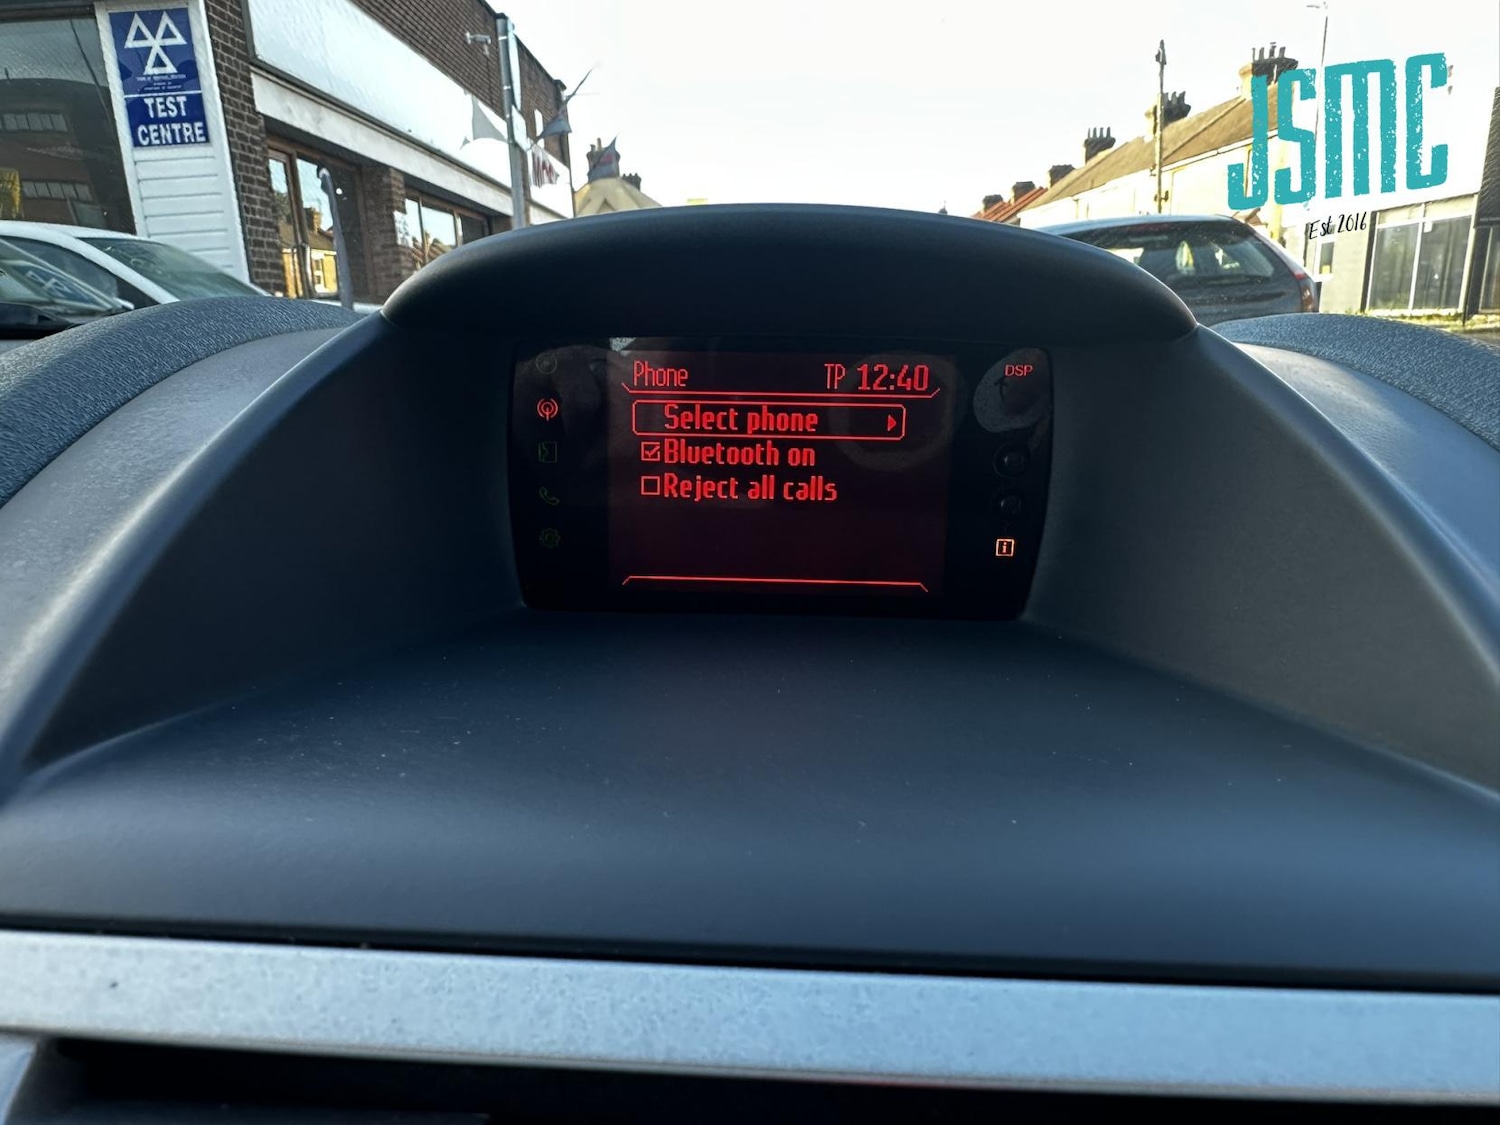 TEST
CENTRE
JSMC
Est 2016
Phone TP 12:40
DSP
Select phone
Bluetooth on
Reject all calls